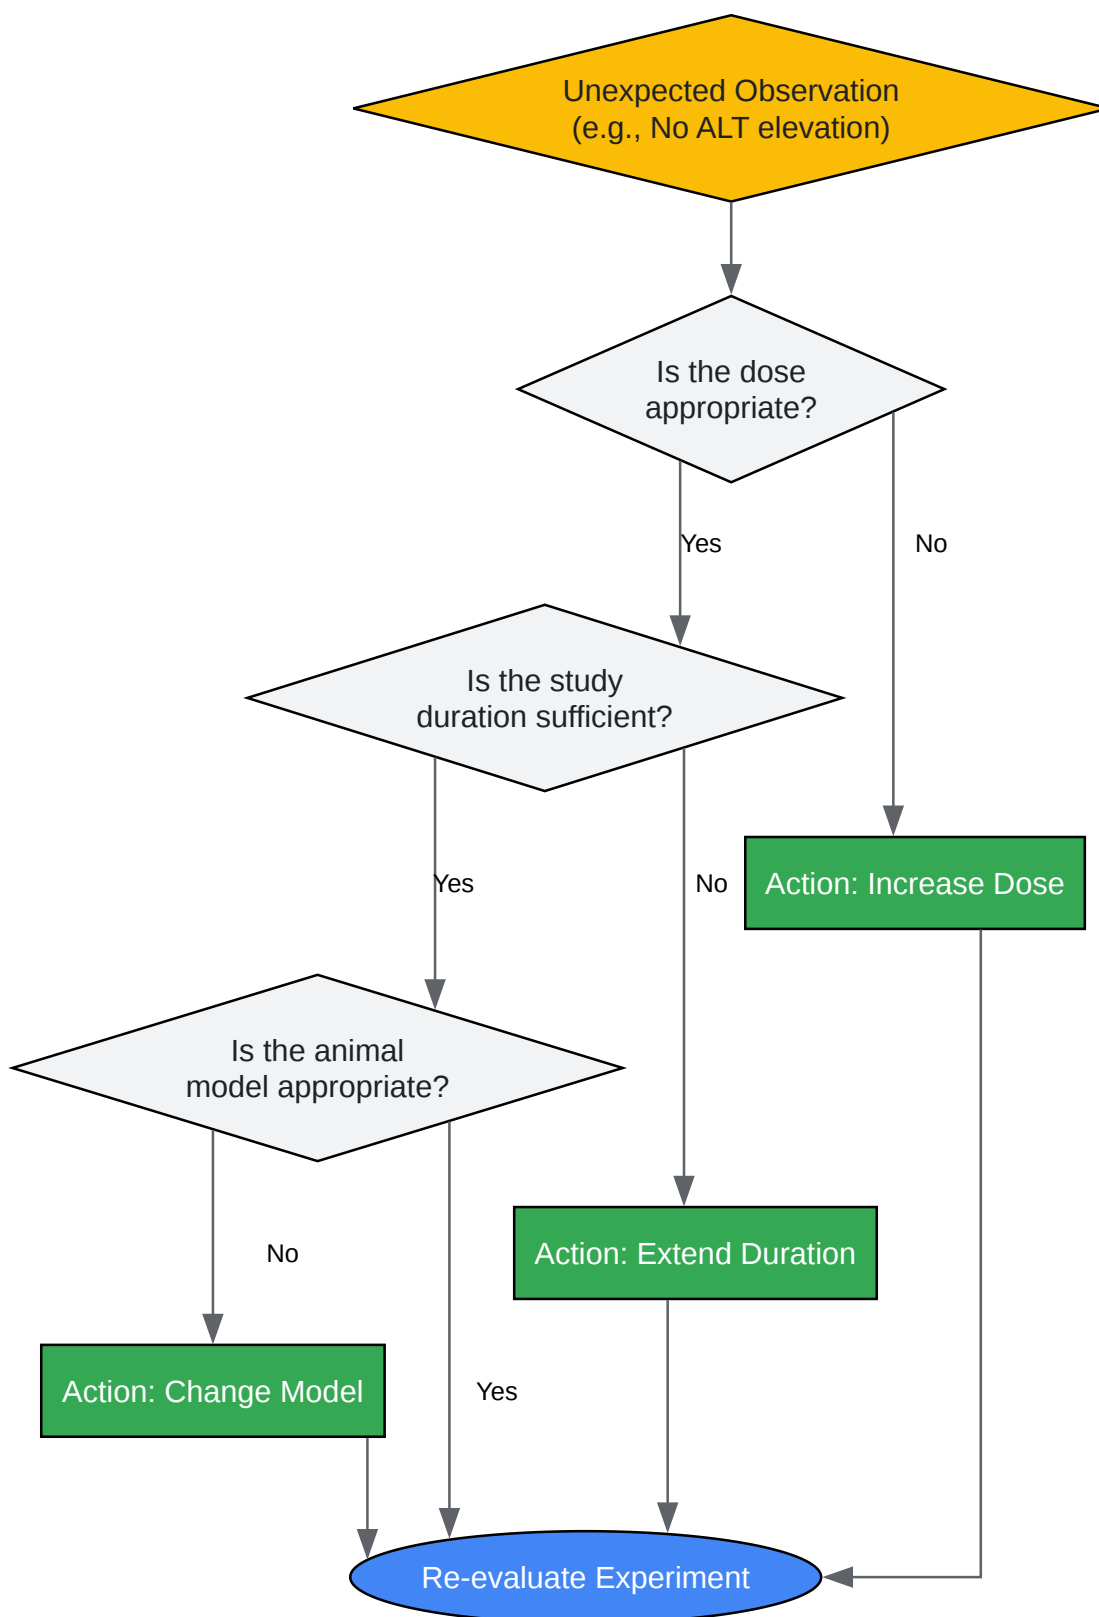 Unexpected Observation
(e.g., No ALT elevation)
Is the dose
appropriate?
Yes
No
Is the study
duration sufficient?
Yes
No
Action: Increase Dose
Is the animal
model appropriate?
No
Action: Extend Duration
Action: Change Model
Yes
Re-evaluate Experiment